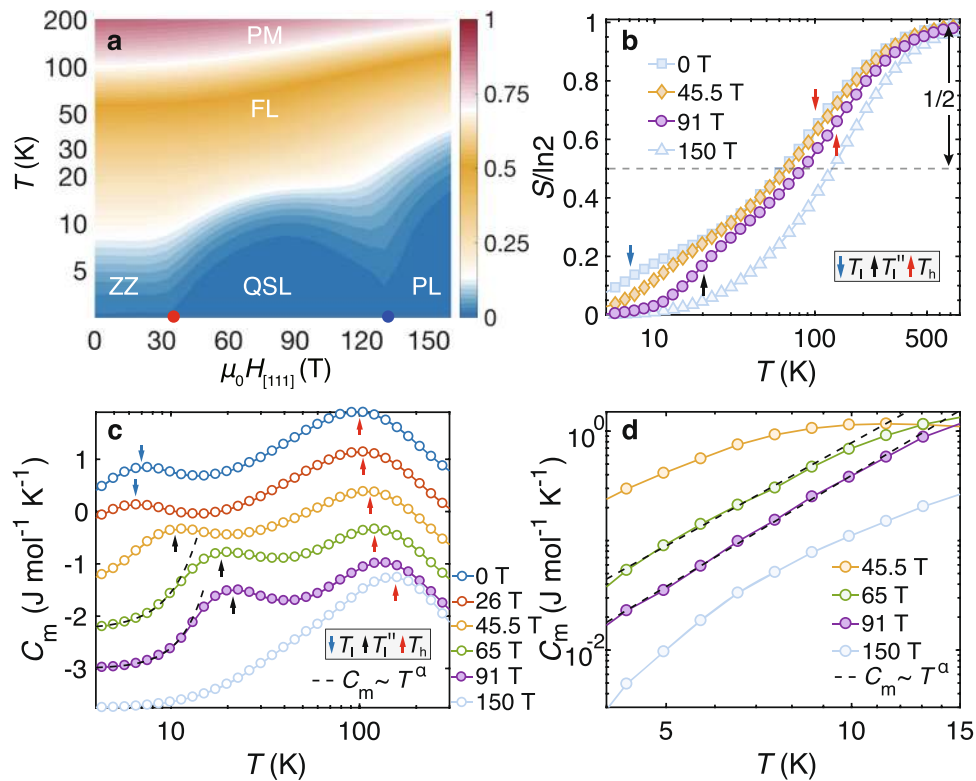 a
PM
FL
ZZ
QSL
PL
200
100
50
30
20
10
5
T (K)
0
30
60
90
120
150
μ₀H[111] (T)
1
0.75
0.5
0.25
0
b
0 T
45.5 T
91 T
150 T
1/2
Tₗ Tₗ'' Tₕ
1
0.8
0.6
0.4
0.2
0
S/ln2
10
100
500
T (K)
c
1
0
-1
-2
-3
Cₘ (J mol⁻¹ K⁻¹)
Tₗ Tₗ'' Tₕ
Cₘ ~ Tᵅ
0 T
26 T
45.5 T
65 T
91 T
150 T
10
100
T (K)
d
10⁰
10⁻²
Cₘ (J mol⁻¹ K⁻¹)
45.5 T
65 T
91 T
150 T
Cₘ ~ Tᵅ
5
10
15
T (K)